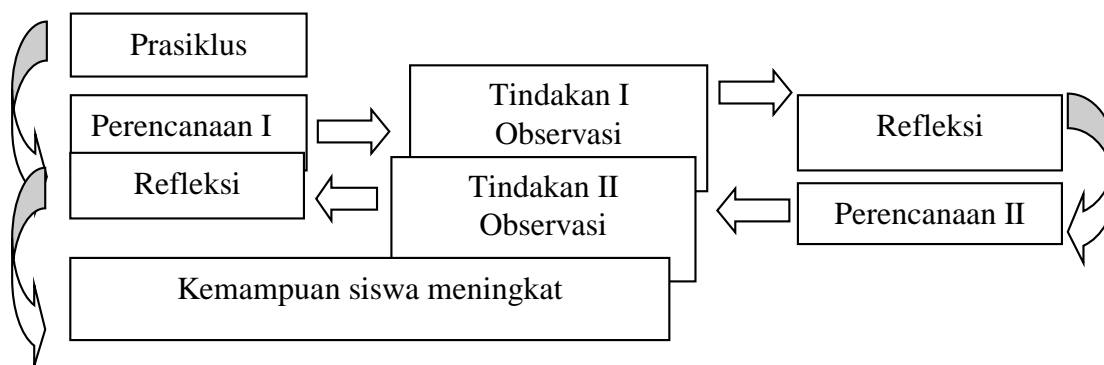 Prasiklus
Perencanaan I
Tindakan I
Observasi
Refleksi
Perencanaan II
Tindakan II
Observasi
Refleksi
Kemampuan siswa meningkat